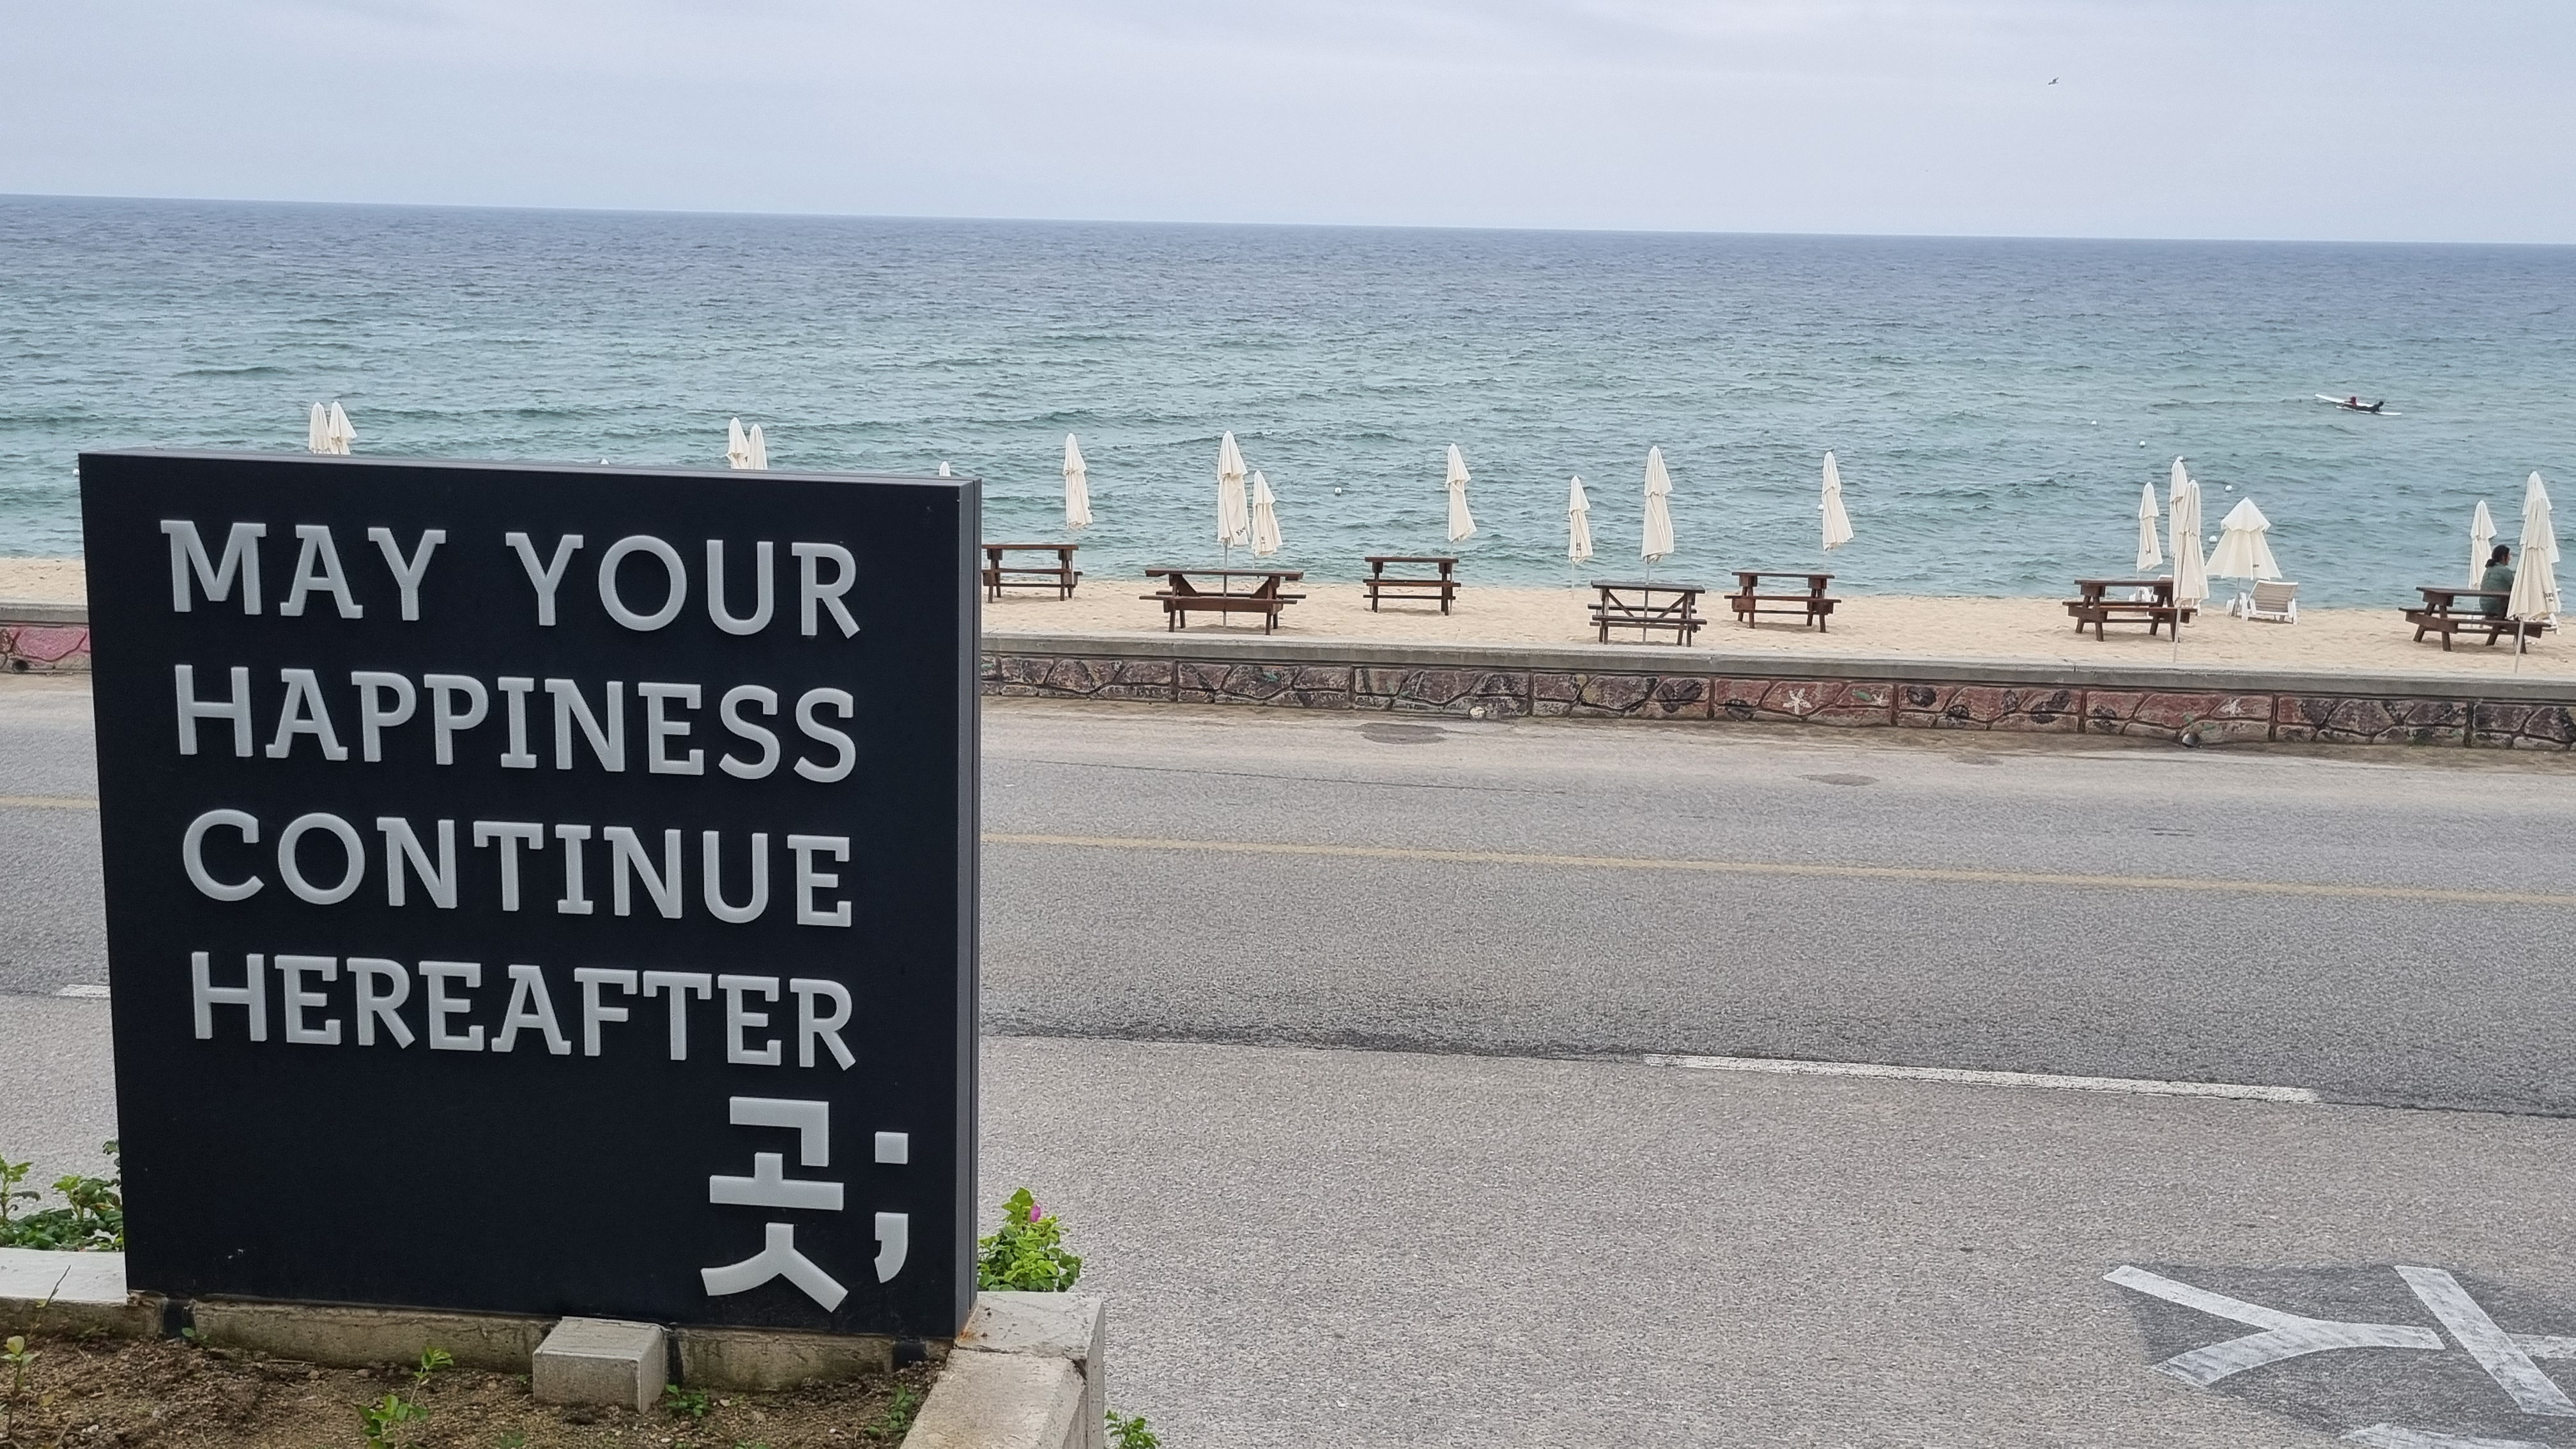 MAY YOUR
HAPPINESS
CONTINUE
HEREAFTER
곳;